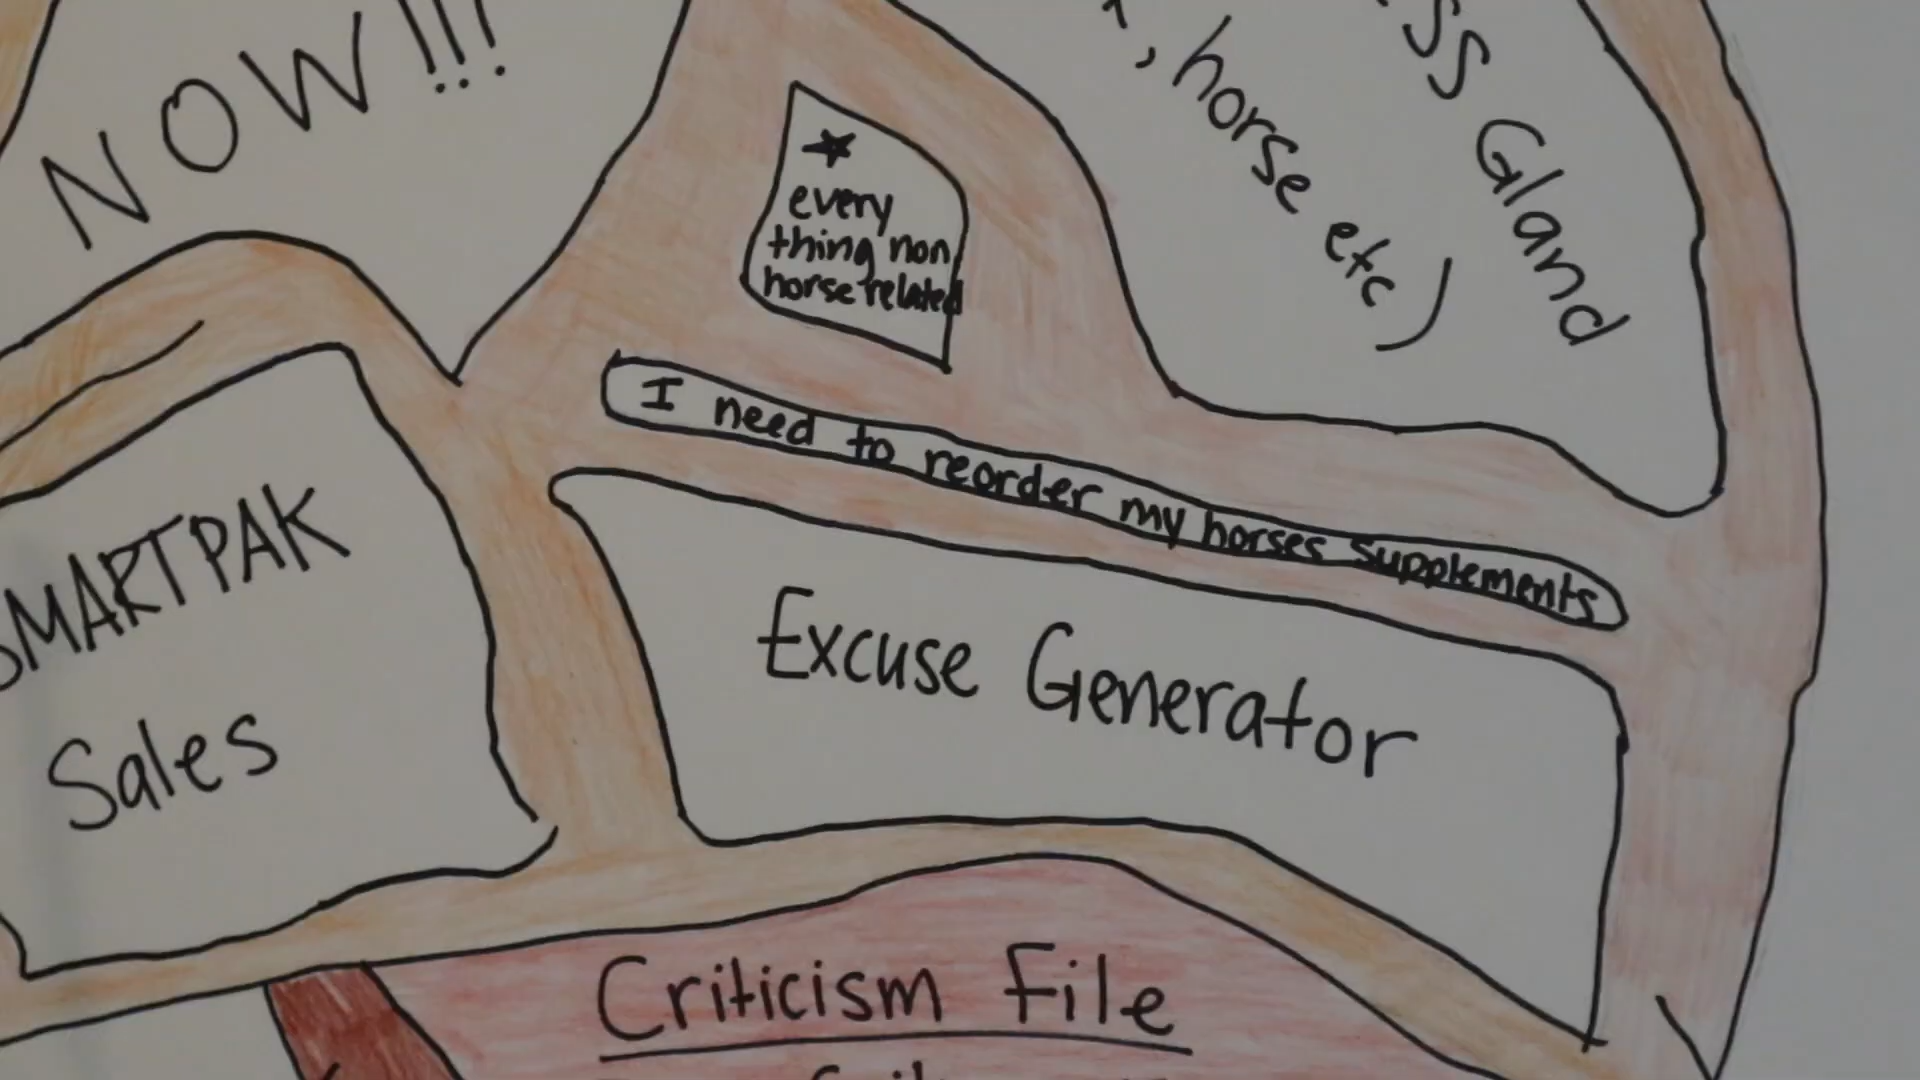 NOW!!!
, horse etc)
Gland
★
every
thing non
horse related
I need to reorder my horses supplements
SMARTPAK
Sales
Excuse Generator
Criticism File